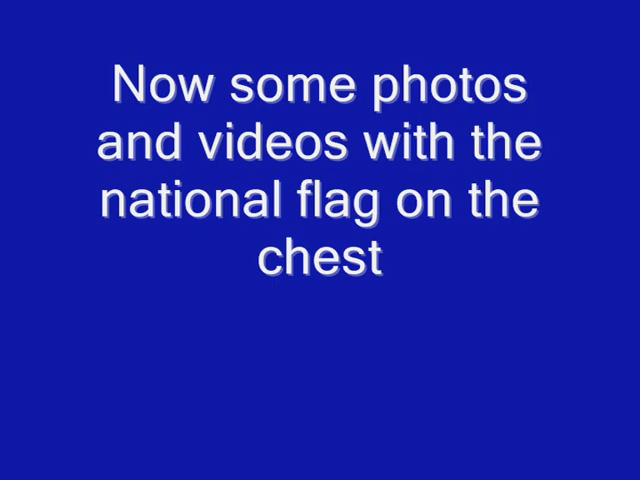 Now some photos
and videos with the
national flag on the
chest